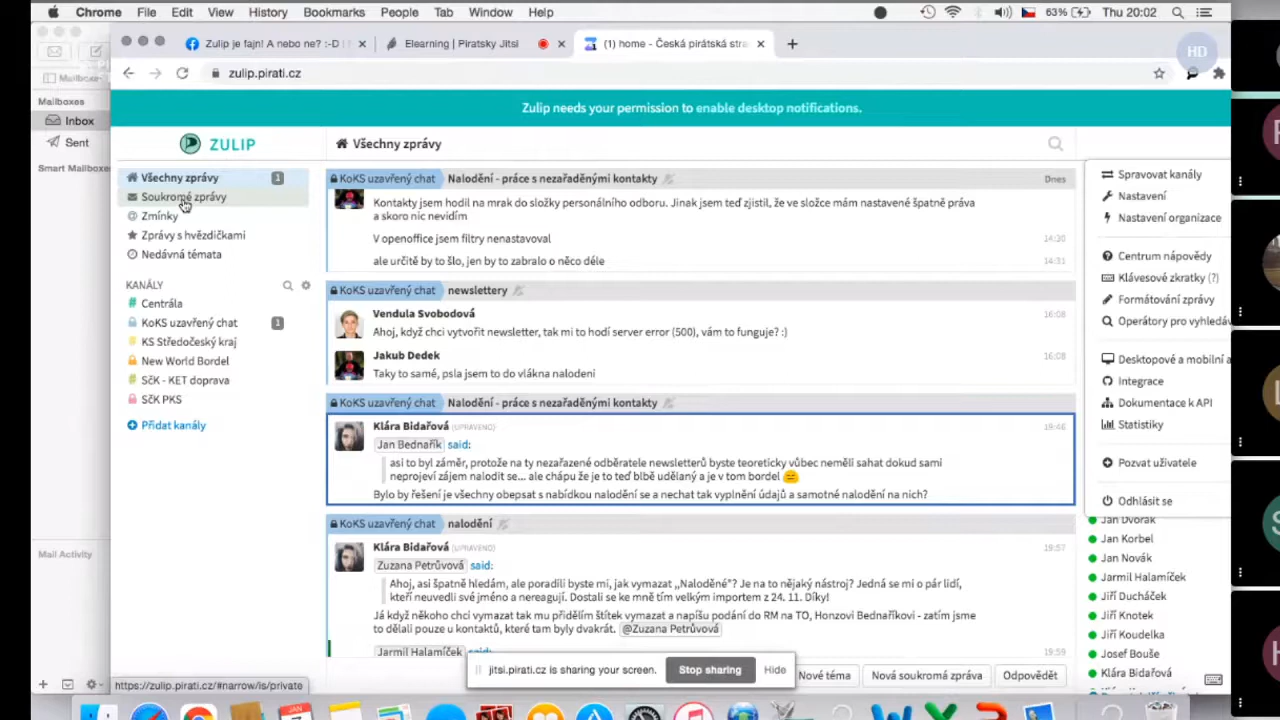 Chrome File Edit View History Bookmarks People Tab Window Help 63% Thu 20:02
Zulip je fajn! A nebo ne? :-D |
Elearning | Piratsky Jitsi
(1) home - Česká pirátská stra
zulip.pirati.cz
HD
Mailboxes
Inbox
Sent
Smart Mailboxe
Mail Activity
Zulip needs your permission to enable desktop notifications.
ZULIP
Všechny zprávy
Všechny zprávy 1
Soukromé zprávy
Zmínky
Zprávy s hvězdičkami
Nedávná témata
KANÁLY
Centrála
KoKS uzavřený chat 1
KS Středočeský kraj
New World Bordel
SčK - KET doprava
SčK PKS
Přidat kanály
KoKS uzavřený chat Nalodění - práce s nezařaděnými kontakty Dnes
Kontakty jsem hodil na mrak do složky personálního odboru. Jinak jsem teď zjistil, že ve složce mám nastavené špatně práva
a skoro nic nevidím
V openoffice jsem filtry nenastavoval 14:30
ale určitě by to šlo, jen by to zabralo o něco déle 14:31
KoKS uzavřený chat newslettery
Vendula Svobodová 16:08
Ahoj, když chci vytvořit newsletter, tak mi to hodí server error (500), vám to funguje? :)
Jakub Dedek 16:08
Taky to samé, psla jsem to do vlákna nalodeni
KoKS uzavřený chat Nalodění - práce s nezařaděnými kontakty
Klára Bidařová (UPRAVENO) 19:46
Jan Bednařík said:
asi to byl záměr, protože na ty nezařazené odběratele newsletterů byste teoreticky vůbec neměli sahat dokud sami
neprojeví zájem nalodit se... ale chápu že je to teď blbě udělaný a je v tom bordel
Bylo by řešení je všechny obepsat s nabídkou nalodění se a nechat tak vyplnění údajů a samotné nalodění na nich?
KoKS uzavřený chat nalodění
Klára Bidařová (UPRAVENO) 19:57
Zuzana Petrůvová said:
Ahoj, asi špatně hledám, ale poradili byste mi, jak vymazat ,,Naloděné"? Je na to nějaký nástroj? Jedná se mi o pár lidí,
kteří neuvedli své jméno a nereagují. Dostali se ke mně tím velkým importem z 24. 11. Díky!
Já když někoho chci vymazat tak mu přidělím štítek vymazat a napíšu podání do RM na TO, Honzovi Bednaříkovi - zatím jsme
to dělali pouze u kontaktů, které tam byly dvakrát. @Zuzana Petrůvová
Jarmil Halamíček said: 19:59
jitsi.pirati.cz is sharing your screen. Stop sharing Hide
Nové téma Nová soukromá zpráva Odpovědět
https://zulip.pirati.cz/#narrow/is/private
Spravovat kanály
Nastavení
Nastavení organizace
Centrum nápovědy
Klávesové zkratky (?)
Formátování zprávy
Operátory pro vyhledáv
Desktopové a mobilní a
Integrace
Dokumentace k API
Statistiky
Pozvat uživatele
Odhlásit se
Jan Dvořák
Jan Korbel
Jan Novák
Jarmil Halamíček
Jiří Ducháček
Jiří Knotek
Jiří Koudelka
Josef Bouše
Klára Bidařová